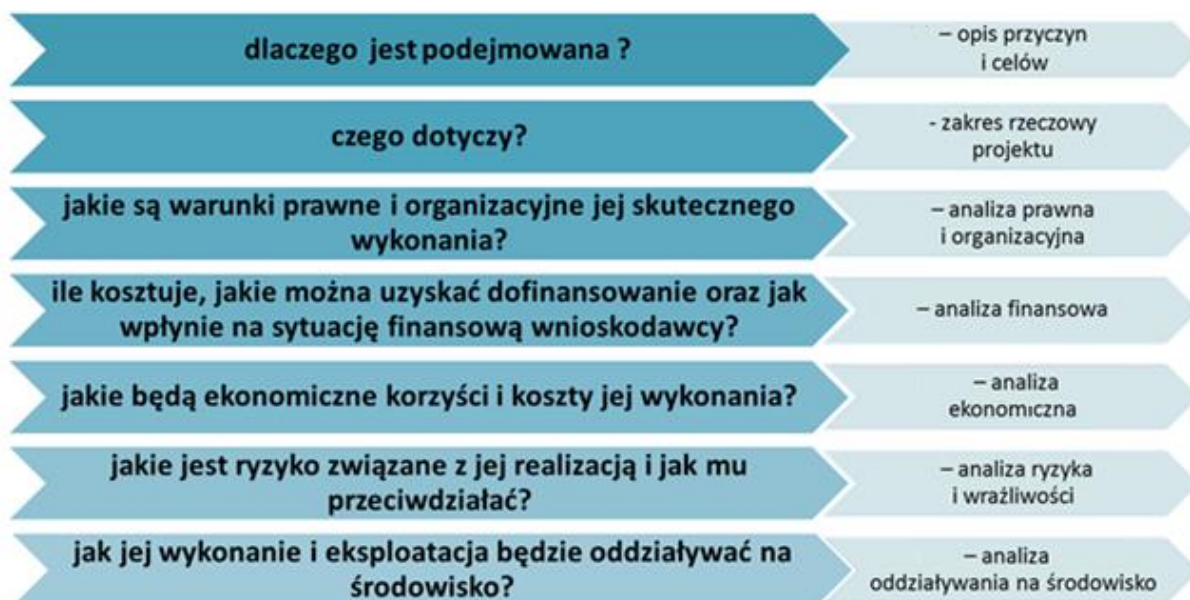 dlaczego jest podejmowana ?
– opis przyczyn
i celów
czego dotyczy?
- zakres rzeczowy
projektu
jakie są warunki prawne i organizacyjne jej skutecznego
wykonania?
– analiza prawna
i organizacyjna
ile kosztuje, jakie można uzyskać dofinansowanie oraz jak
wpłynie na sytuację finansową wnioskodawcy?
– analiza finansowa
jakie będą ekonomiczne korzyści i koszty jej wykonania?
– analiza
ekonomiczna
jakie jest ryzyko związane z jej realizacją i jak mu
przeciwdziałać?
– analiza ryzyka
i wrażliwości
jak jej wykonanie i eksploatacja będzie oddziaływać na
środowisko?
– analiza
oddziaływania na środowisko